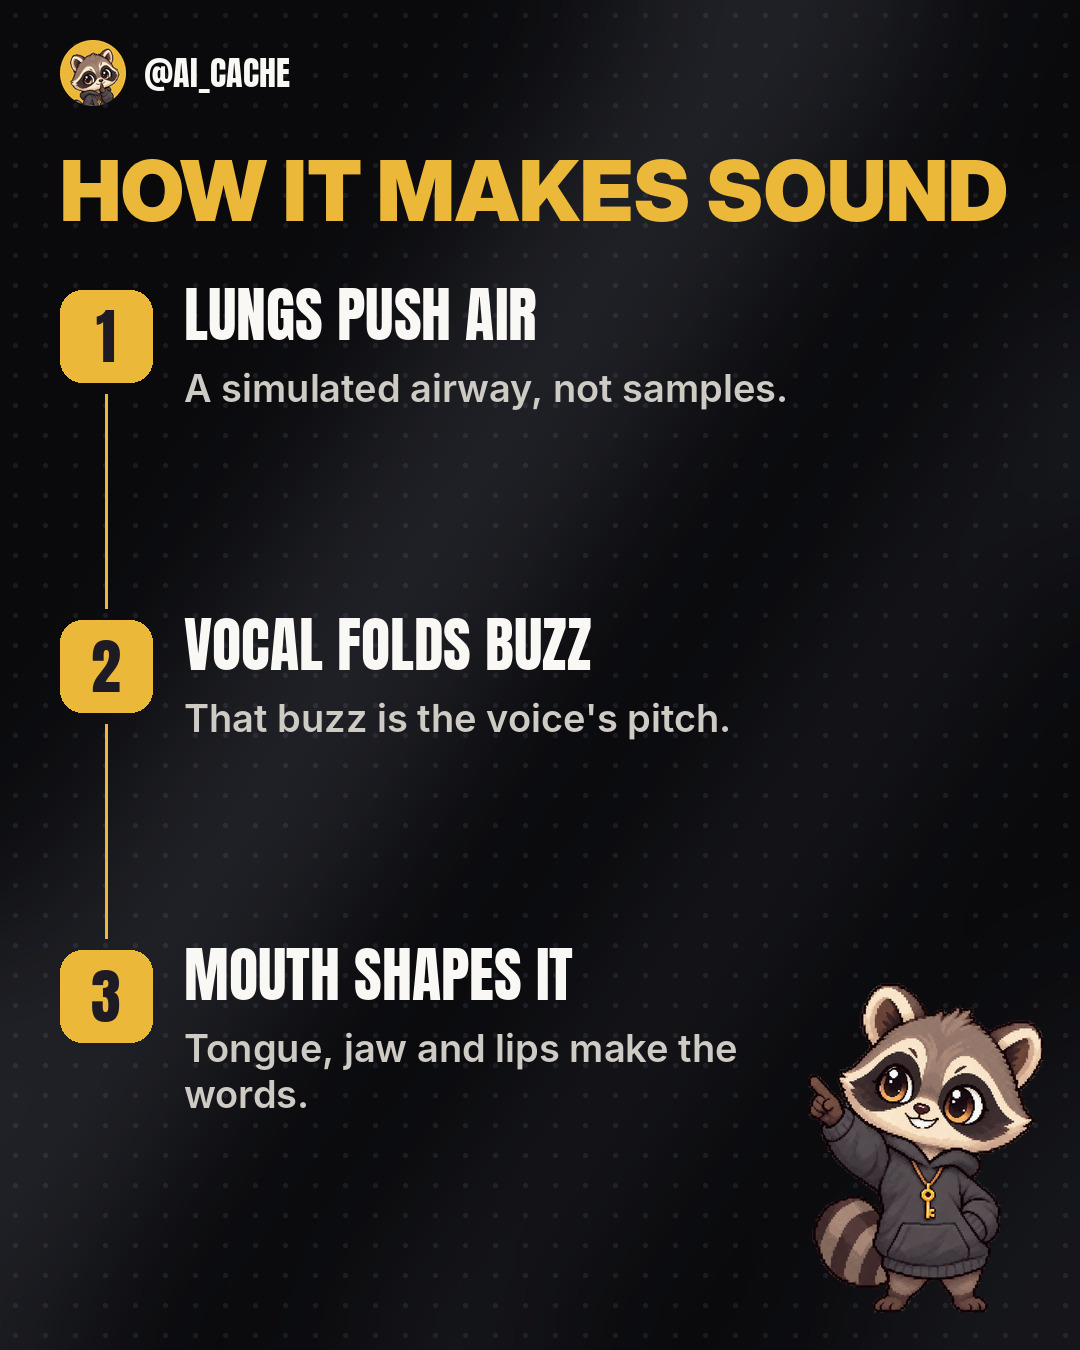 @AI_CACHE
HOW IT MAKES SOUND
1
LUNGS PUSH AIR
A simulated airway, not samples.
2
VOCAL FOLDS BUZZ
That buzz is the voice's pitch.
3
MOUTH SHAPES IT
Tongue, jaw and lips make the
words.